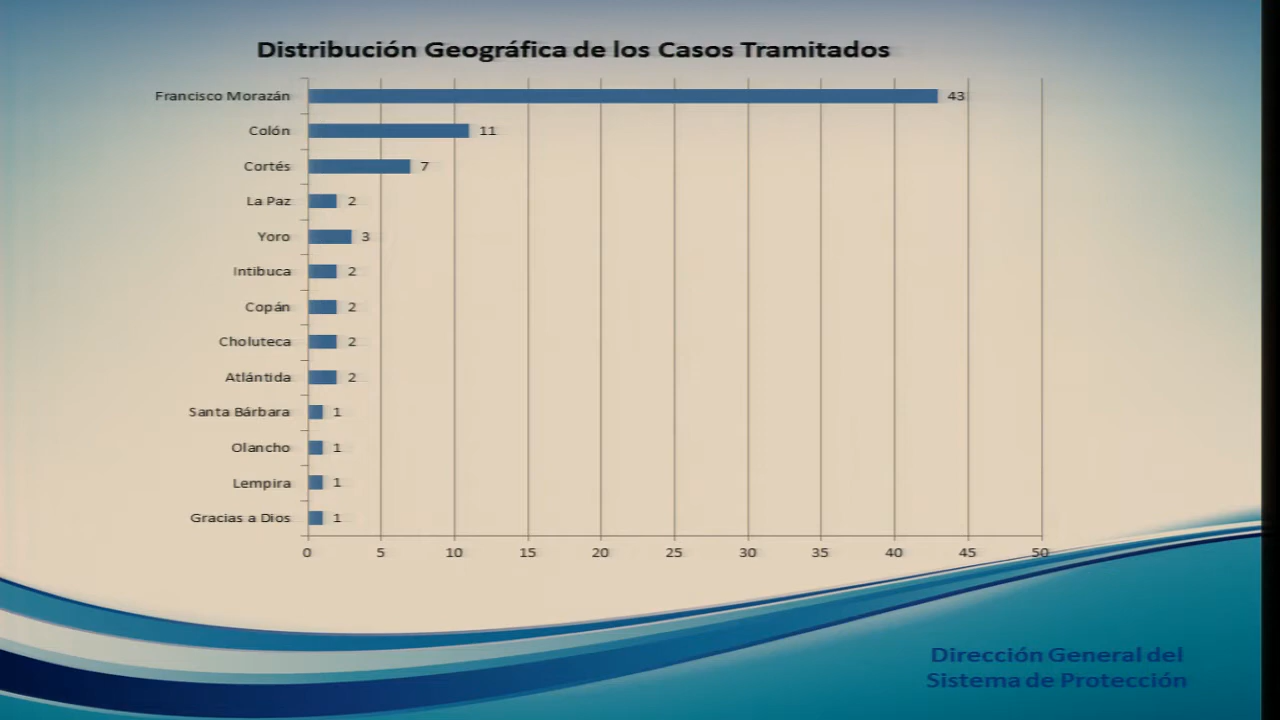 Distribución Geográfica de los Casos Tramitados
Francisco Morazán 43
Colón 11
Cortés 7
La Paz 2
Yoro 3
Intibuca 2
Copán 2
Choluteca 2
Atlántida 2
Santa Bárbara 1
Olancho 1
Lempira 1
Gracias a Dios 1
0 5 10 15 20 25 30 35 40 45 50
Dirección General del
Sistema de Protección